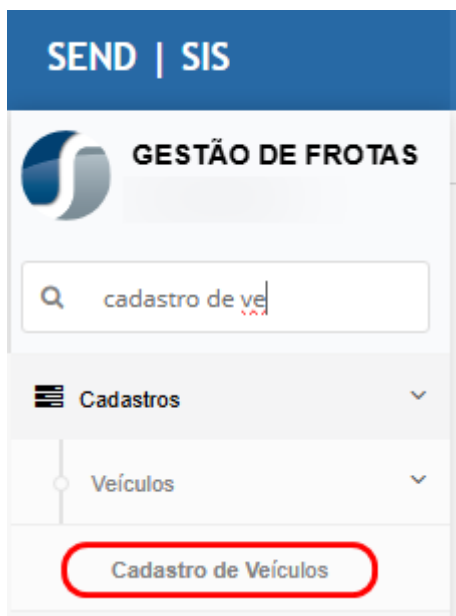 SEND | SIS
GESTÃO DE FROTAS
cadastro de ve
Cadastros
Veículos
Cadastro de Veículos